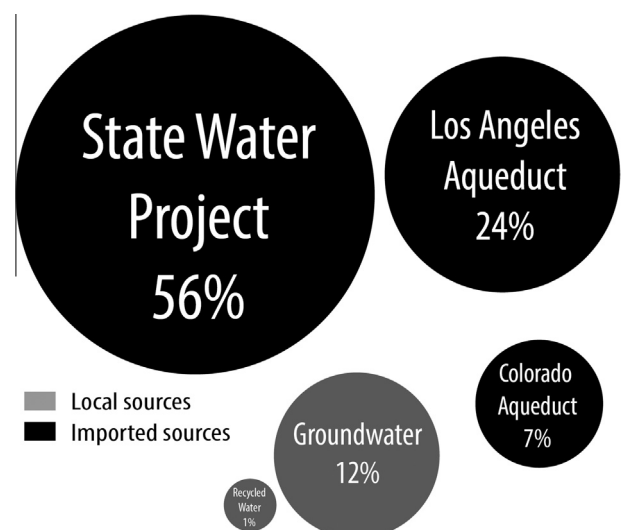 State Water
Project
56%
Los Angeles
Aqueduct
24%
Colorado
Aqueduct
7%
Local sources
Imported sources
Groundwater
12%
Recycled
Water
1%